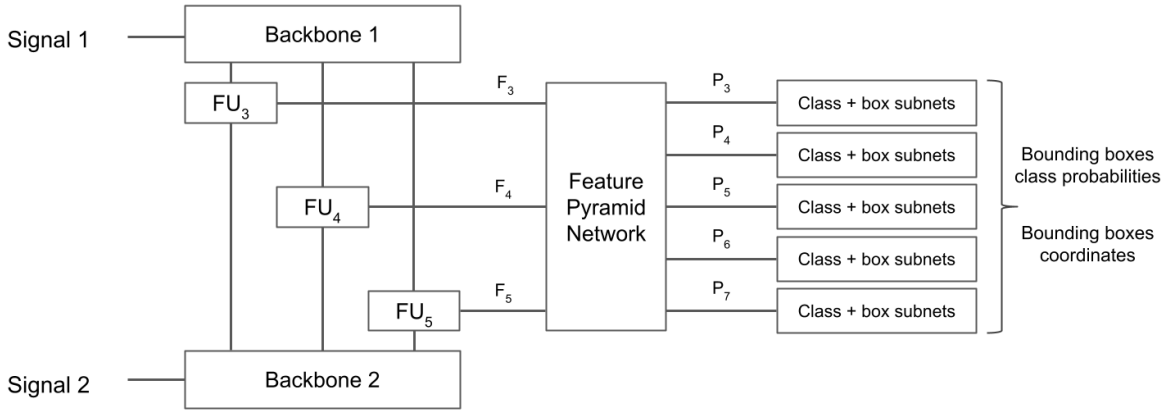 Signal 1
Backbone 1
FU₃
F₃
P₃
Class + box subnets
P₄
Class + box subnets
FU₄
F₄
Feature
Pyramid
Network
P₅
Class + box subnets
P₆
Class + box subnets
FU₅
F₅
P₇
Class + box subnets
Bounding boxes
class probabilities
Bounding boxes
coordinates
Signal 2
Backbone 2